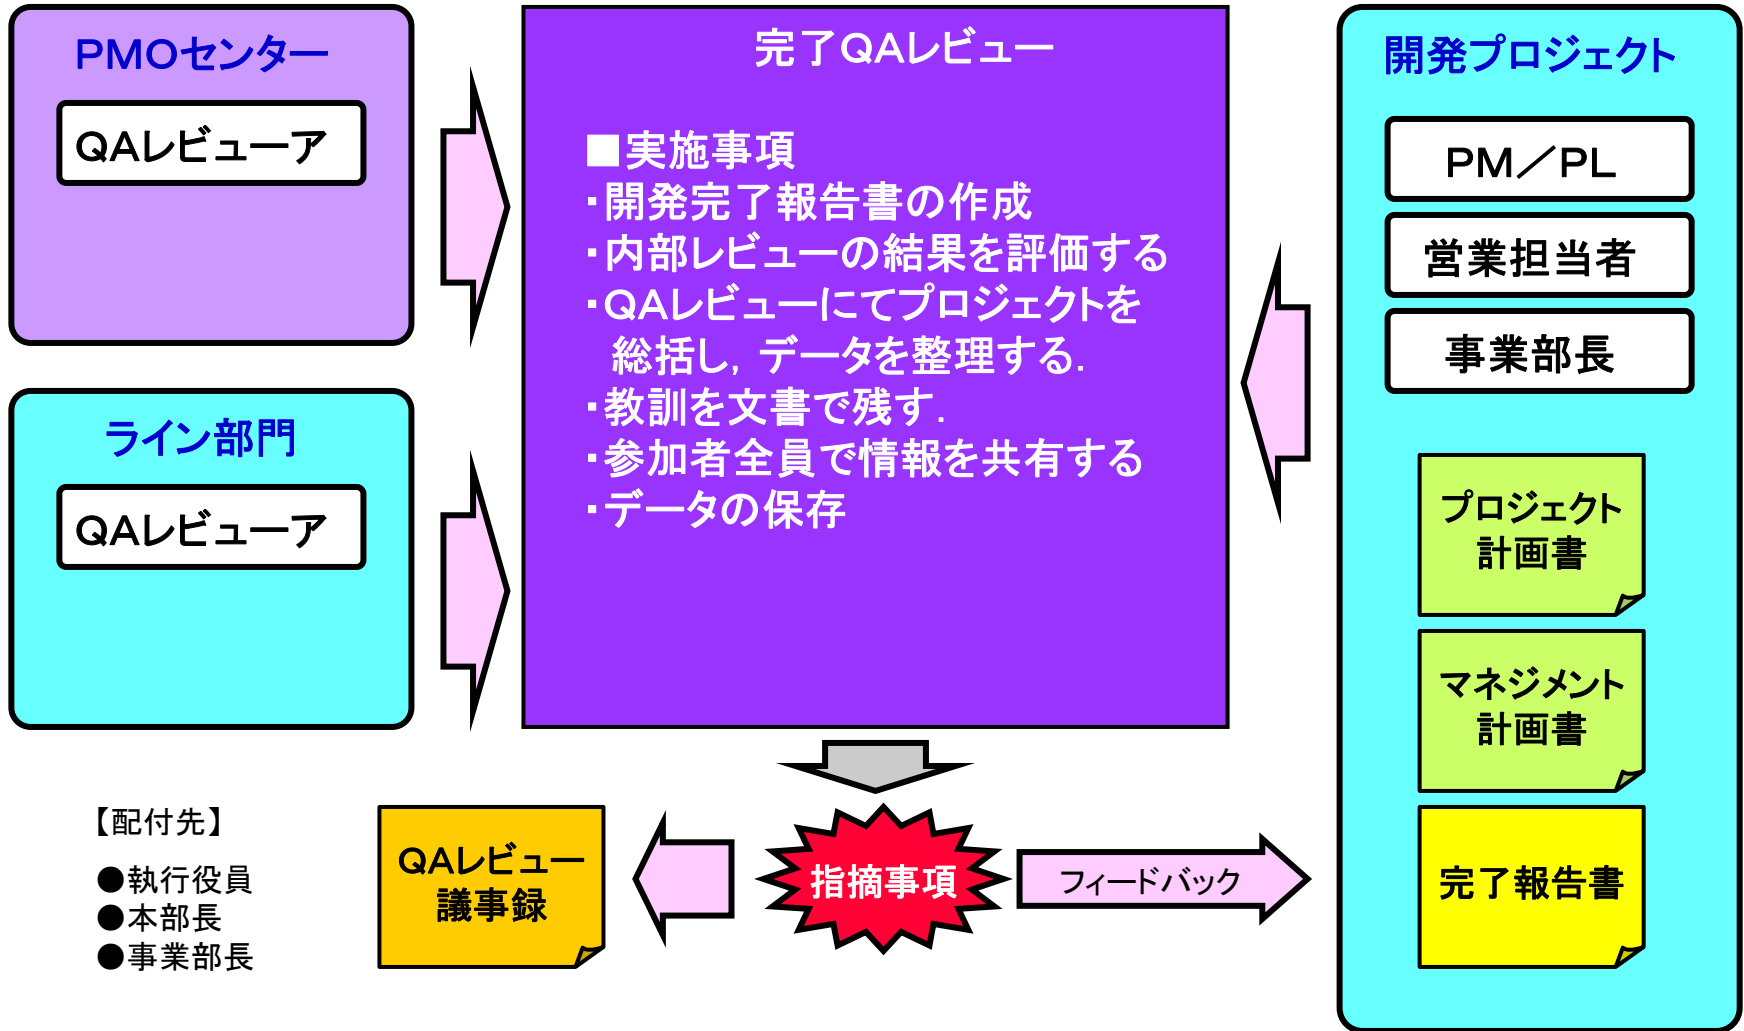 PMOセンター
QAレビューア
ライン部門
QAレビューア
完了QAレビュー
■実施事項
・開発完了報告書の作成
・内部レビューの結果を評価する
・QAレビューにてプロジェクトを
総括し，データを整理する．
・教訓を文書で残す．
・参加者全員で情報を共有する
・データの保存
開発プロジェクト
PM／PL
営業担当者
事業部長
プロジェクト
計画書
マネジメント
計画書
完了報告書
指摘事項
フィードバック
QAレビュー
議事録
【配付先】
●執行役員
●本部長
●事業部長